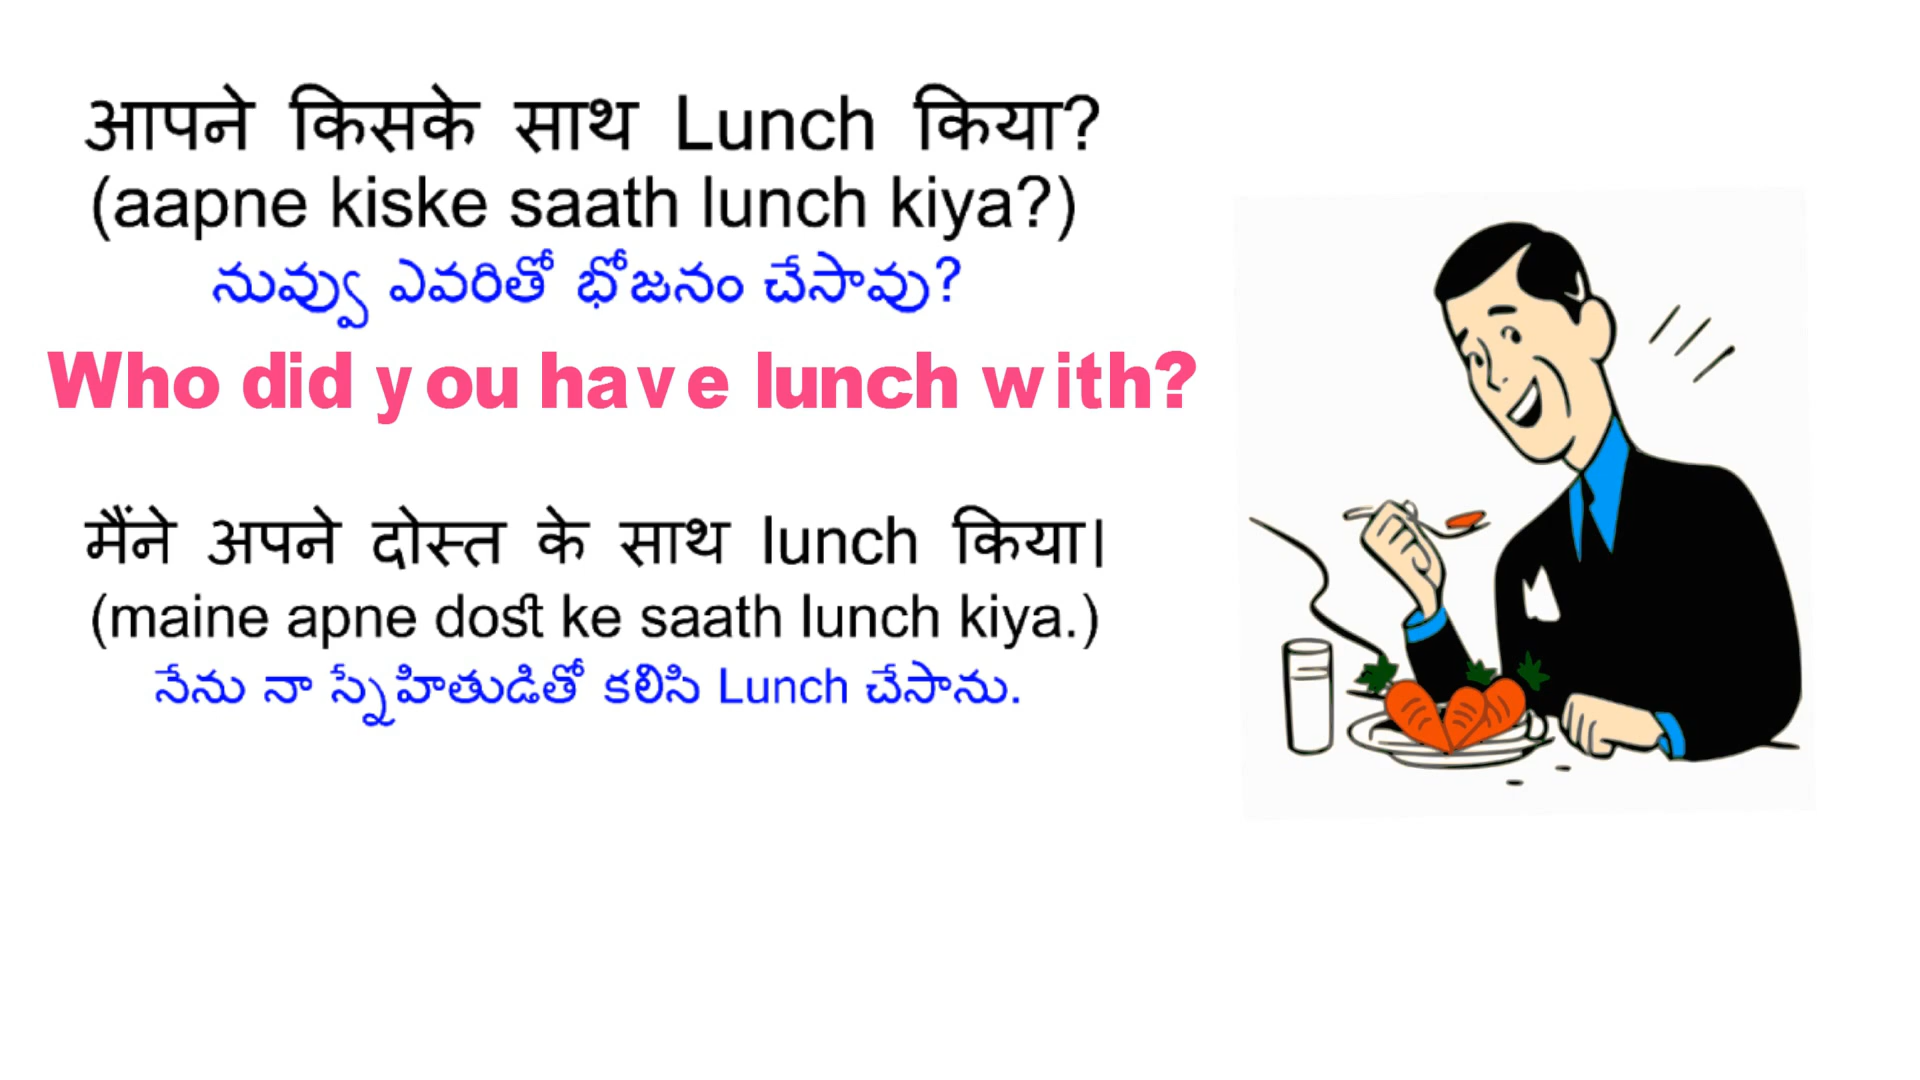 आपने किसके साथ Lunch किया?
(aapne kiske saath lunch kiya?)
నువ్వు ఎవరితో భోజనం చేసావు?
Who did you have lunch with?
मैंने अपने दोस्त के साथ lunch किया।
(maine apne dost ke saath lunch kiya.)
నేను నా స్నేహితుడితో కలిసి Lunch చేసాను.